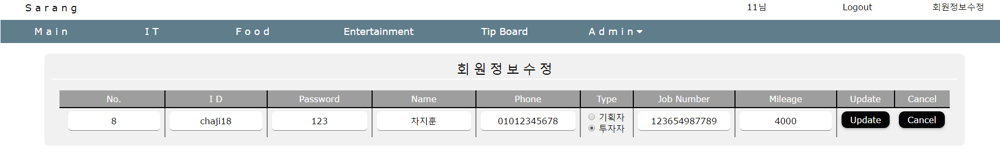 Sarang 11님 Logout 회원정보수정
Main IT Food Entertainment Tip Board Admin
회원정보수정
No. ID Password Name Phone Type Job Number Mileage Update Cancel
8 chaji18 123 차지훈 01012345678 기획자 123654987789 4000 Update Cancel
투자자